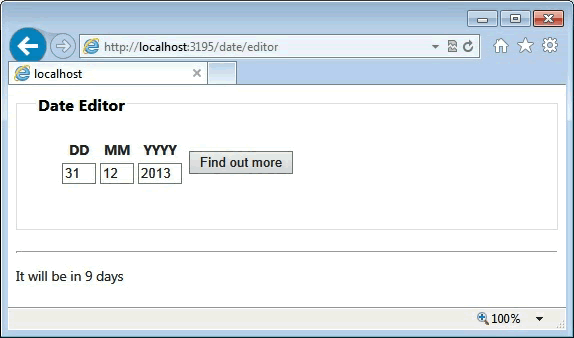 http://localhost:3195/date/editor
localhost
Date Editor
DD MM YYYY
31 12 2013 Find out more
It will be in 9 days
100%